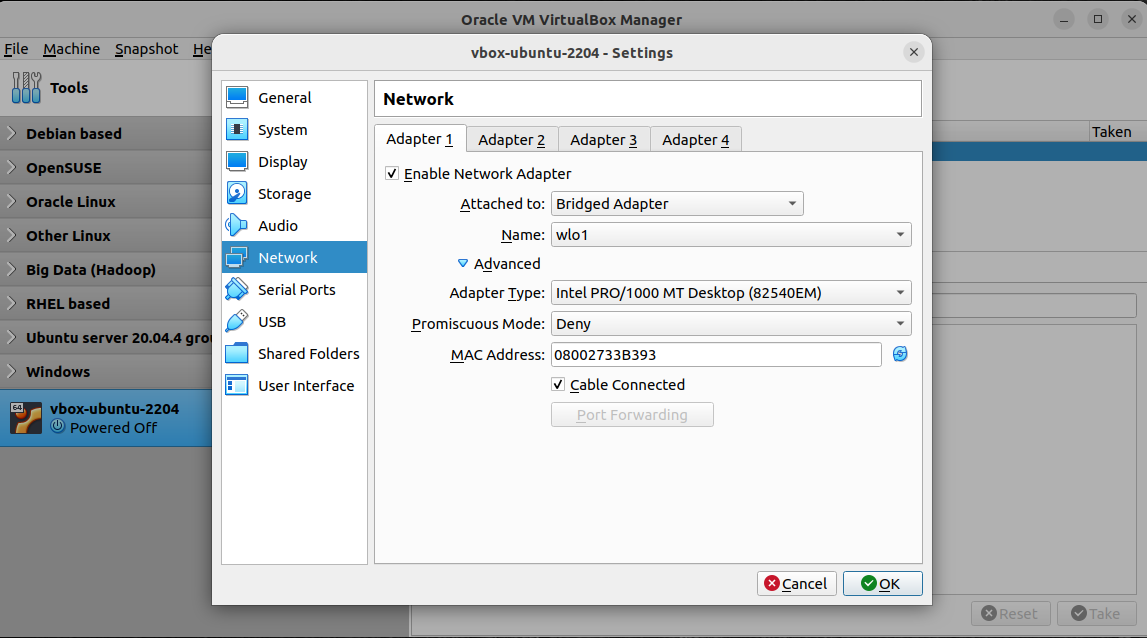 Oracle VM VirtualBox Manager
File Machine Snapshot He
vbox-ubuntu-2204 - Settings
Tools
Debian based
OpenSUSE
Oracle Linux
Other Linux
Big Data (Hadoop)
RHEL based
Ubuntu server 20.04.4 grou
Windows
64
vbox-ubuntu-2204
Powered Off
General
System
Display
Storage
Audio
Network
Serial Ports
USB
Shared Folders
User Interface
Network
Adapter 1 Adapter 2 Adapter 3 Adapter 4
Enable Network Adapter
Attached to: Bridged Adapter
Name: wlo1
Advanced
Adapter Type: Intel PRO/1000 MT Desktop (82540EM)
Promiscuous Mode: Deny
MAC Address: 08002733B393
Cable Connected
Port Forwarding
Cancel OK
Taken
Reset Take